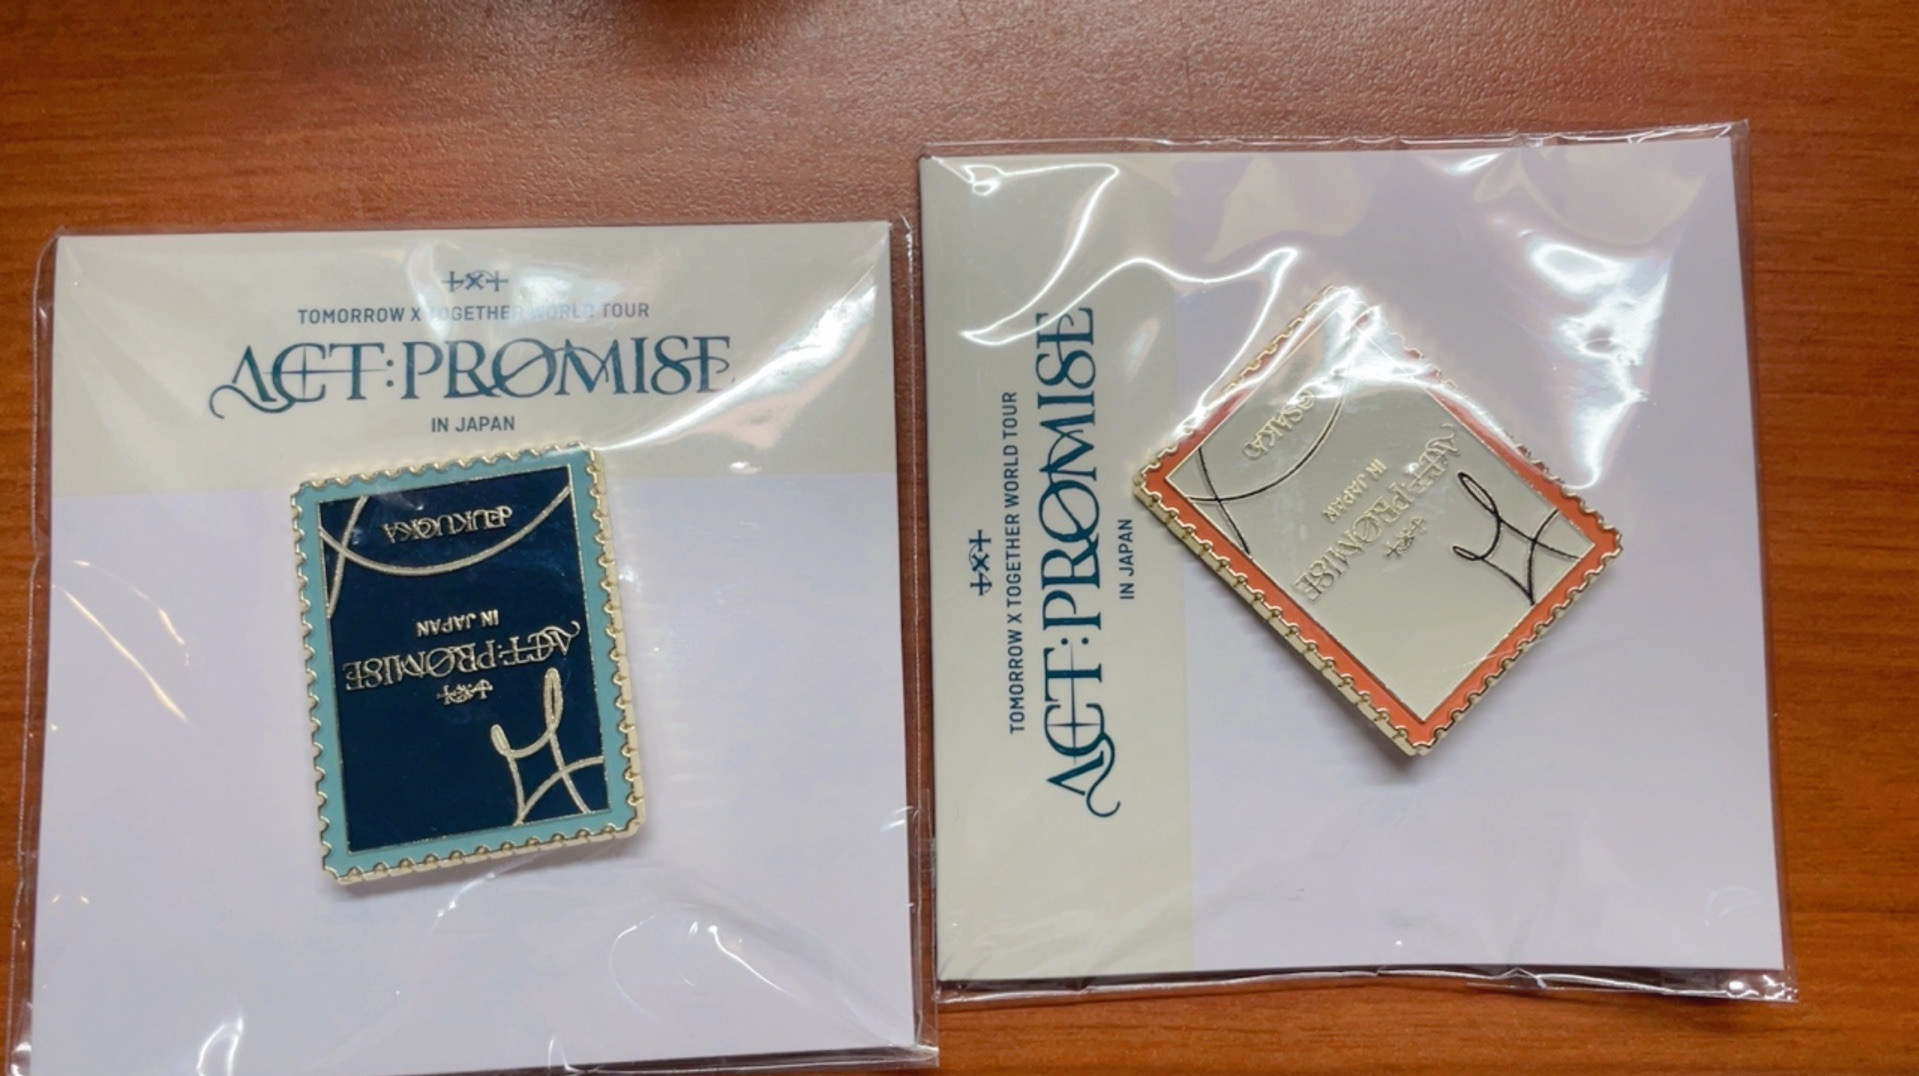 TXT
TOMORROW X TOGETHER WORLD TOUR
ACT:PROMISE
IN JAPAN
TXT
ACT:PROMISE
IN JAPAN
FUKUOKA
TXT
TOMORROW X TOGETHER WORLD TOUR
ACT:PROMISE
IN JAPAN
TXT
ACT:PROMISE
IN JAPAN
OSAKA